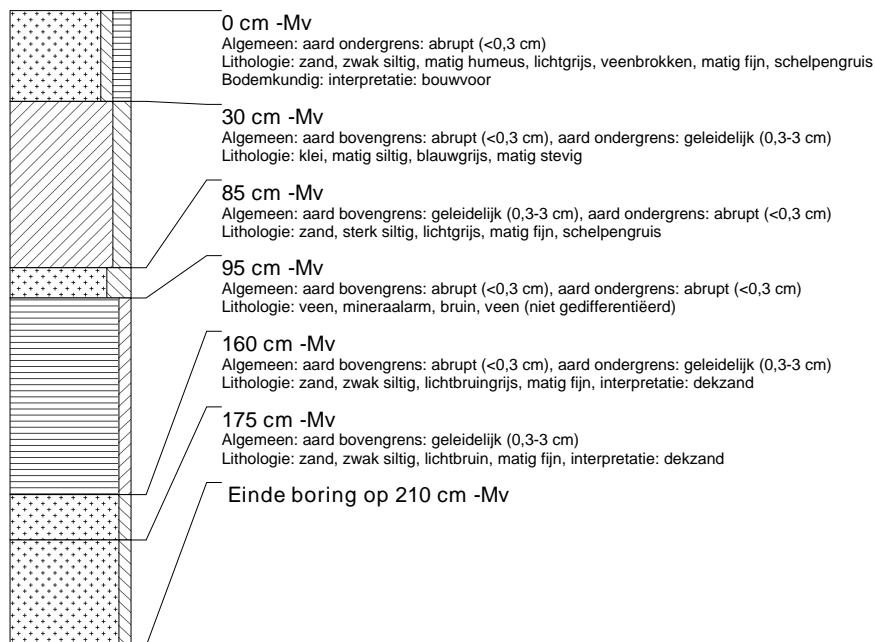 0 cm -Mv
Algemeen: aard ondergrens: abrupt (<0,3 cm)
Lithologie: zand, zwak siltig, matig humeus, lichtgrijs, veenbrokken, matig fijn, schelpengruis
Bodemkundig: interpretatie: bouwvoor
30 cm -Mv
Algemeen: aard bovengrens: abrupt (<0,3 cm), aard ondergrens: geleidelijk (0,3-3 cm)
Lithologie: klei, matig siltig, blauwgrijs, matig stevig
85 cm -Mv
Algemeen: aard bovengrens: geleidelijk (0,3-3 cm), aard ondergrens: abrupt (<0,3 cm)
Lithologie: zand, sterk siltig, lichtgrijs, matig fijn, schelpengruis
95 cm -Mv
Algemeen: aard bovengrens: abrupt (<0,3 cm), aard ondergrens: abrupt (<0,3 cm)
Lithologie: veen, mineraalarm, bruin, veen (niet gedifferentiëerd)
160 cm -Mv
Algemeen: aard bovengrens: abrupt (<0,3 cm), aard ondergrens: geleidelijk (0,3-3 cm)
Lithologie: zand, zwak siltig, lichtbruingrijs, matig fijn, interpretatie: dekzand
175 cm -Mv
Algemeen: aard bovengrens: geleidelijk (0,3-3 cm)
Lithologie: zand, zwak siltig, lichtbruin, matig fijn, interpretatie: dekzand
Einde boring op 210 cm -Mv